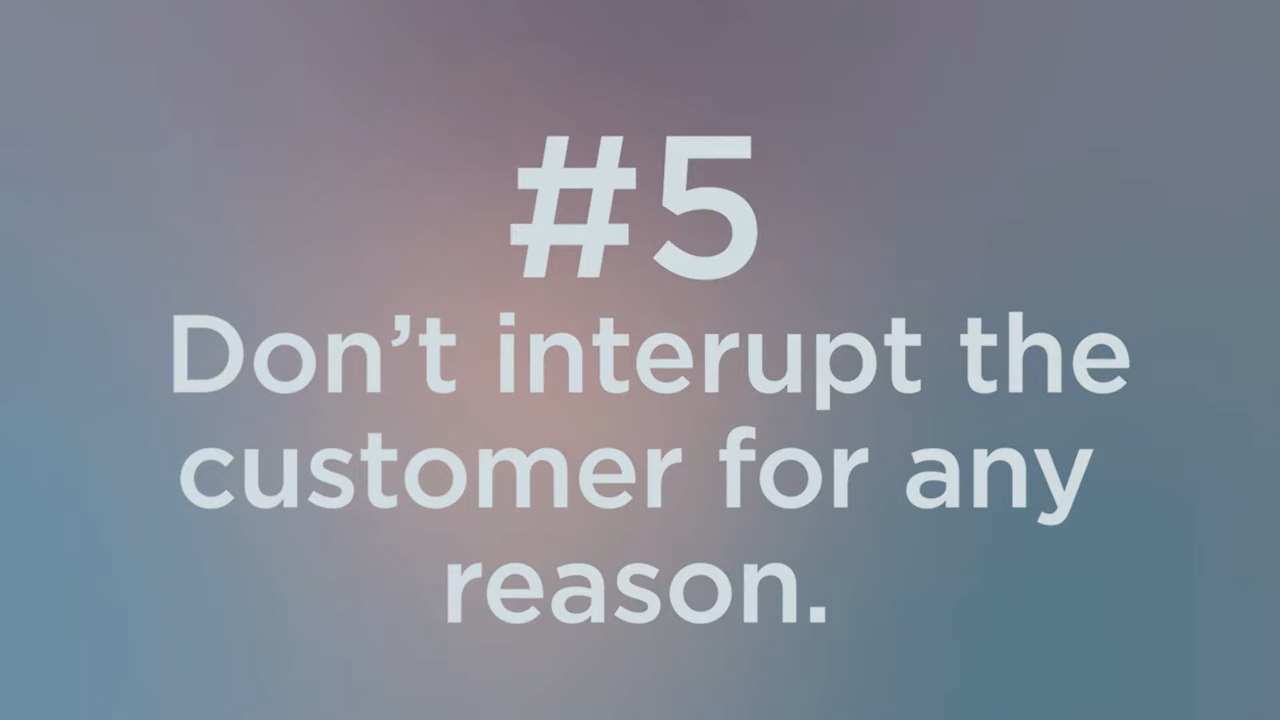 #5
Don’t interupt the
customer for any
reason.